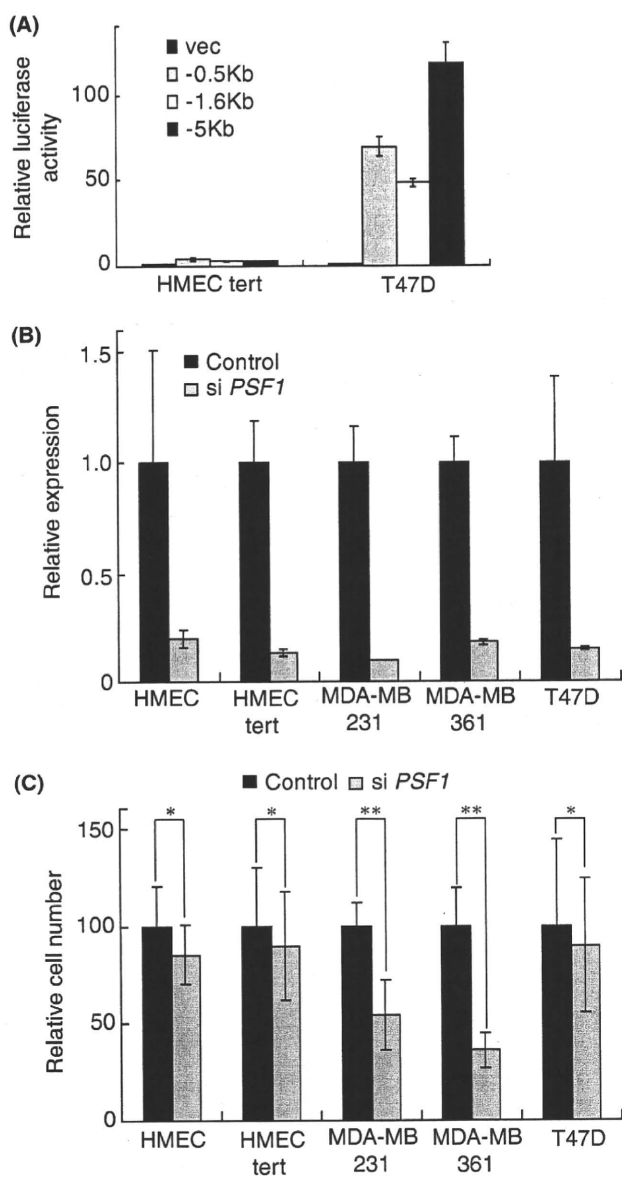 (A)
Relative luciferase
activity
vec
-0.5Kb
-1.6Kb
-5Kb
100
50
0
HMEC tert
T47D
(B)
Relative expression
Control
si PSF1
1.5
1.0
0.5
0
HMEC
HMEC
tert
MDA-MB
231
MDA-MB
361
T47D
(C)
Control
si PSF1
Relative cell number
150
100
50
0
*
*
**
**
*
HMEC
HMEC
tert
MDA-MB
231
MDA-MB
361
T47D